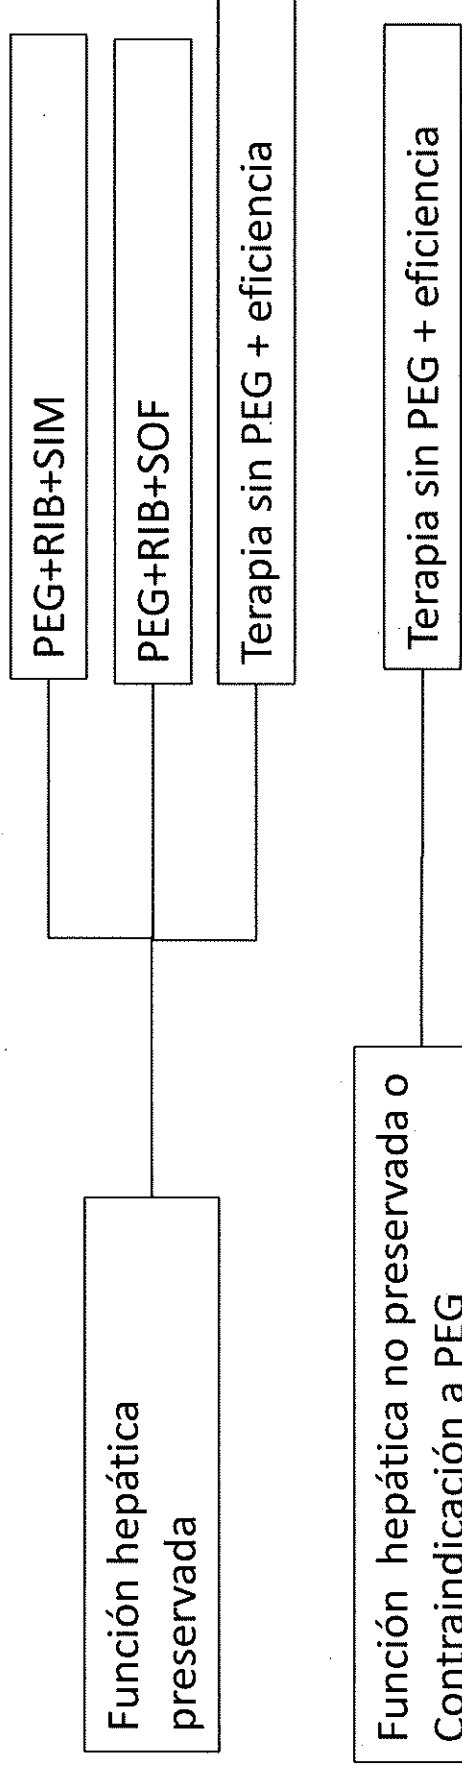 Función hepática
preservada
PEG+RIB+SIM
PEG+RIB+SOF
Terapia sin PEG + eficiencia
Función hepática no preservada o
Contraindicación a PEG
Terapia sin PEG + eficiencia